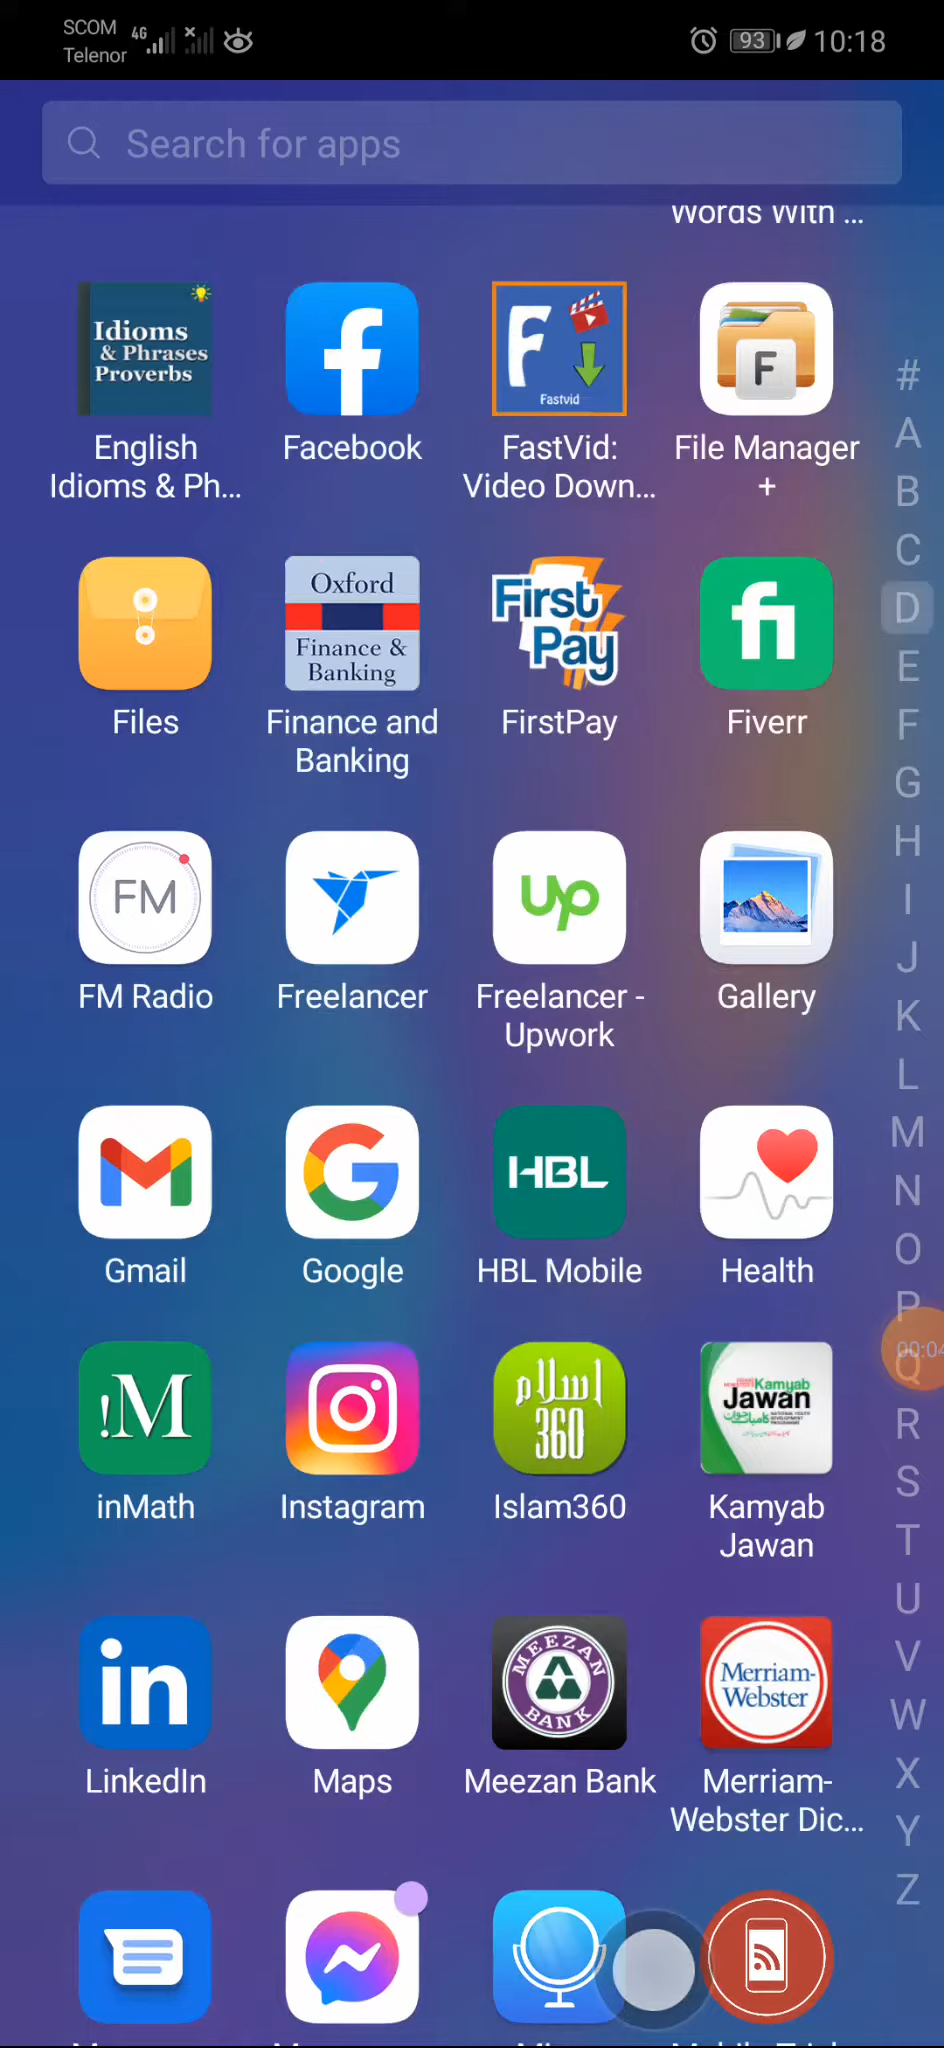 SCOM
Telenor
4G
93
10:18
Search for apps
Words With ...
Idioms
& Phrases
Proverbs
Fastvid
F
English
Idioms & Ph...
Facebook
FastVid:
Video Down...
File Manager
+
Oxford
Finance &
Banking
First
Pay
fi
Files
Finance and
Banking
FirstPay
Fiverr
FM
up
FM Radio
Freelancer
Freelancer -
Upwork
Gallery
HBL
Gmail
Google
HBL Mobile
Health
!M
اسلام
360
Kamyab
Jawan
inMath
Instagram
Islam360
Kamyab
Jawan
in
MEEZAN
BANK
Merriam-
Webster
LinkedIn
Maps
Meezan Bank
Merriam-
Webster Dic...
#
A
B
C
D
E
F
G
H
I
J
K
L
M
N
O
P
00:04
Q
R
S
T
U
V
W
X
Y
Z